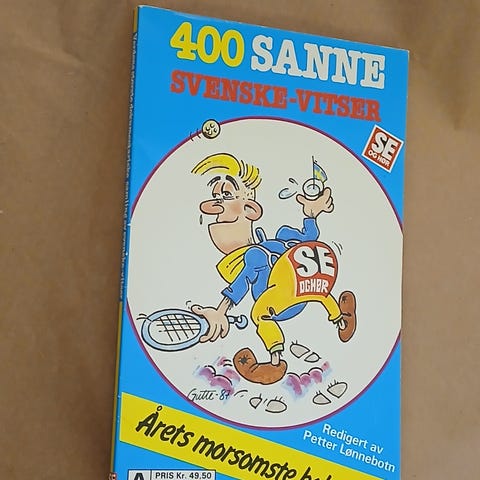 400 SANNE
SVENSKE-VITSER
SE
OG HØR
SE
OG HØR
Gutte-87
Redigert av
Petter Lønnebotn
Årets morsomste
A
PRIS Kr. 49,50